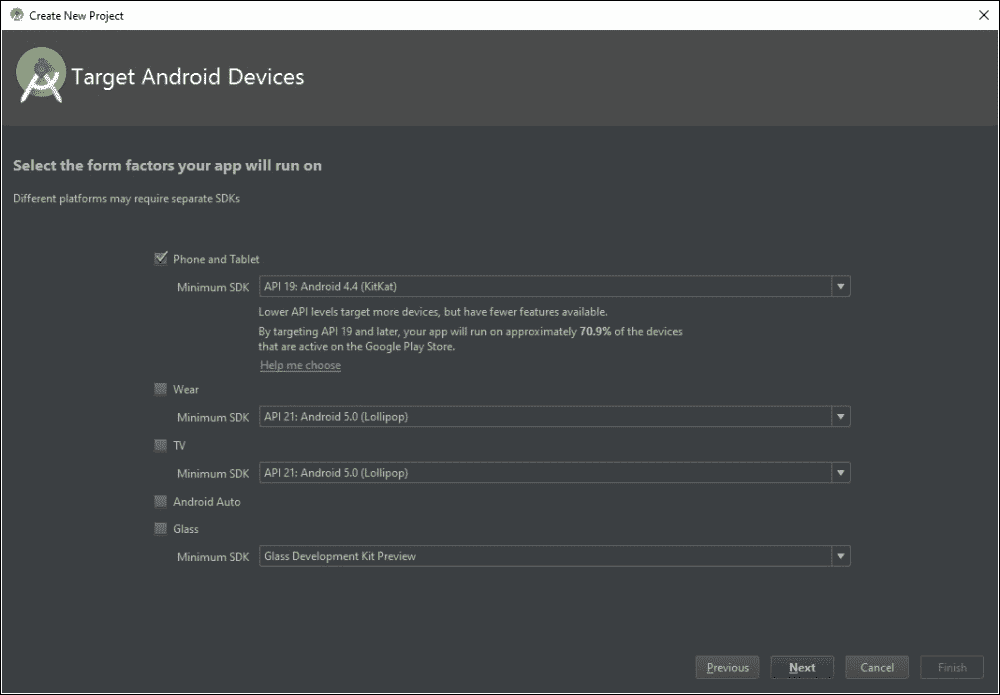 Create New Project
Target Android Devices
Select the form factors your app will run on
Different platforms may require separate SDKs
Phone and Tablet
Minimum SDK API 19: Android 4.4 (KitKat)
Lower API levels target more devices, but have fewer features available.
By targeting API 19 and later, your app will run on approximately 70.9% of the devices
that are active on the Google Play Store.
Help me choose
Wear
Minimum SDK API 21: Android 5.0 (Lollipop)
TV
Minimum SDK API 21: Android 5.0 (Lollipop)
Android Auto
Glass
Minimum SDK Glass Development Kit Preview
Previous Next Cancel Finish